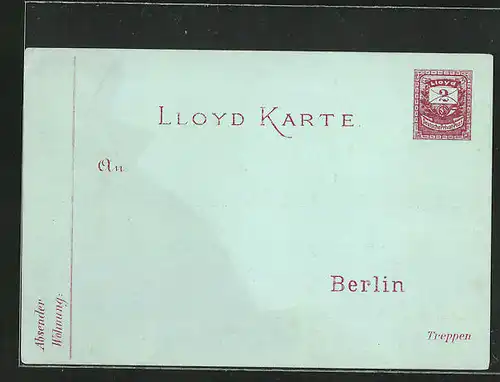 Lloyd
2
LLOYD KARTE.
An
Berlin
Treppen
Absender
Wohnung: